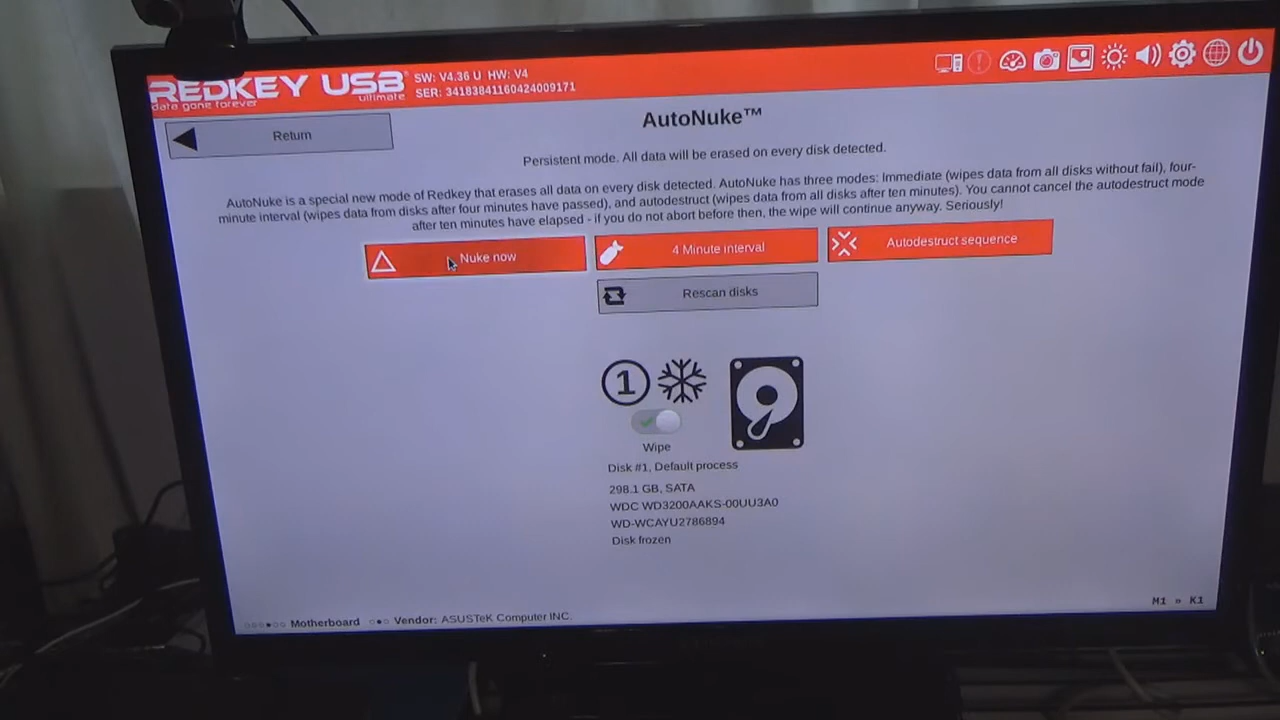 REDKEY USB
ultimate
data gone forever
SW: V4.36 U HW: V4
SER: 34183841160424009171
Return
AutoNuke™
Persistent mode. All data will be erased on every disk detected.
AutoNuke is a special new mode of Redkey that erases all data on every disk detected. AutoNuke has three modes: Immediate (wipes data from all disks without fail), four-
minute interval (wipes data from disks after four minutes have passed), and autodestruct (wipes data from all disks after ten minutes). You cannot cancel the autodestruct mode
after ten minutes have elapsed - if you do not abort before then, the wipe will continue anyway. Seriously!
Nuke now
4 Minute interval
Autodestruct sequence
Rescan disks
1
Wipe
Disk #1, Default process
298.1 GB, SATA
WDC WD3200AAKS-00UU3A0
WD-WCAYU2786894
Disk frozen
Motherboard Vendor: ASUSTeK Computer INC.
M1 » K1